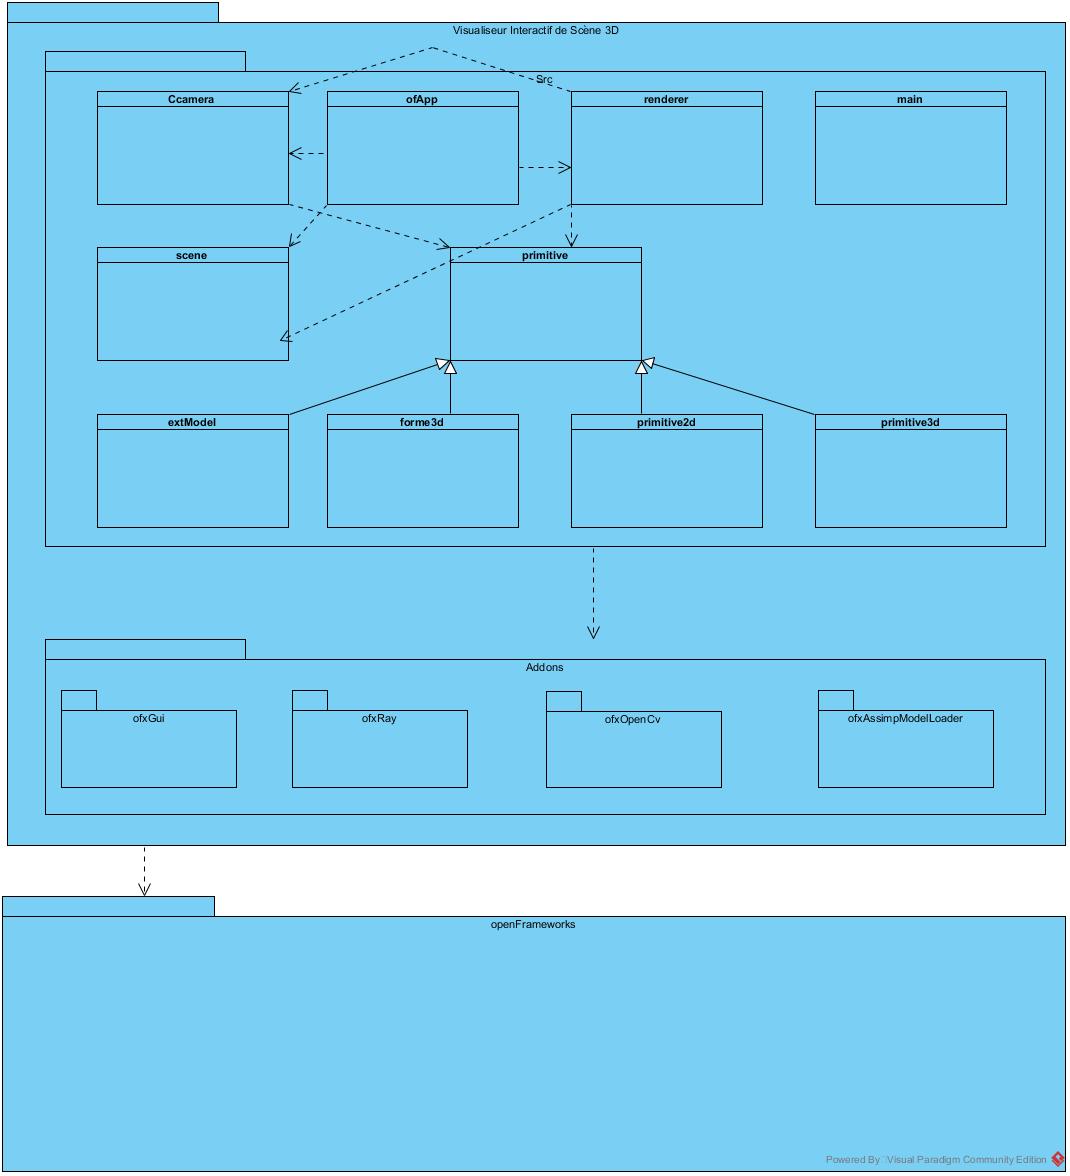 Visualiseur Interactif de Scène 3D
Src
Ccamera
ofApp
renderer
main
scene
primitive
extModel
forme3d
primitive2d
primitive3d
Addons
ofxGui
ofxRay
ofxOpenCv
ofxAssimpModelLoader
openFrameworks
Powered By Visual Paradigm Community Edition